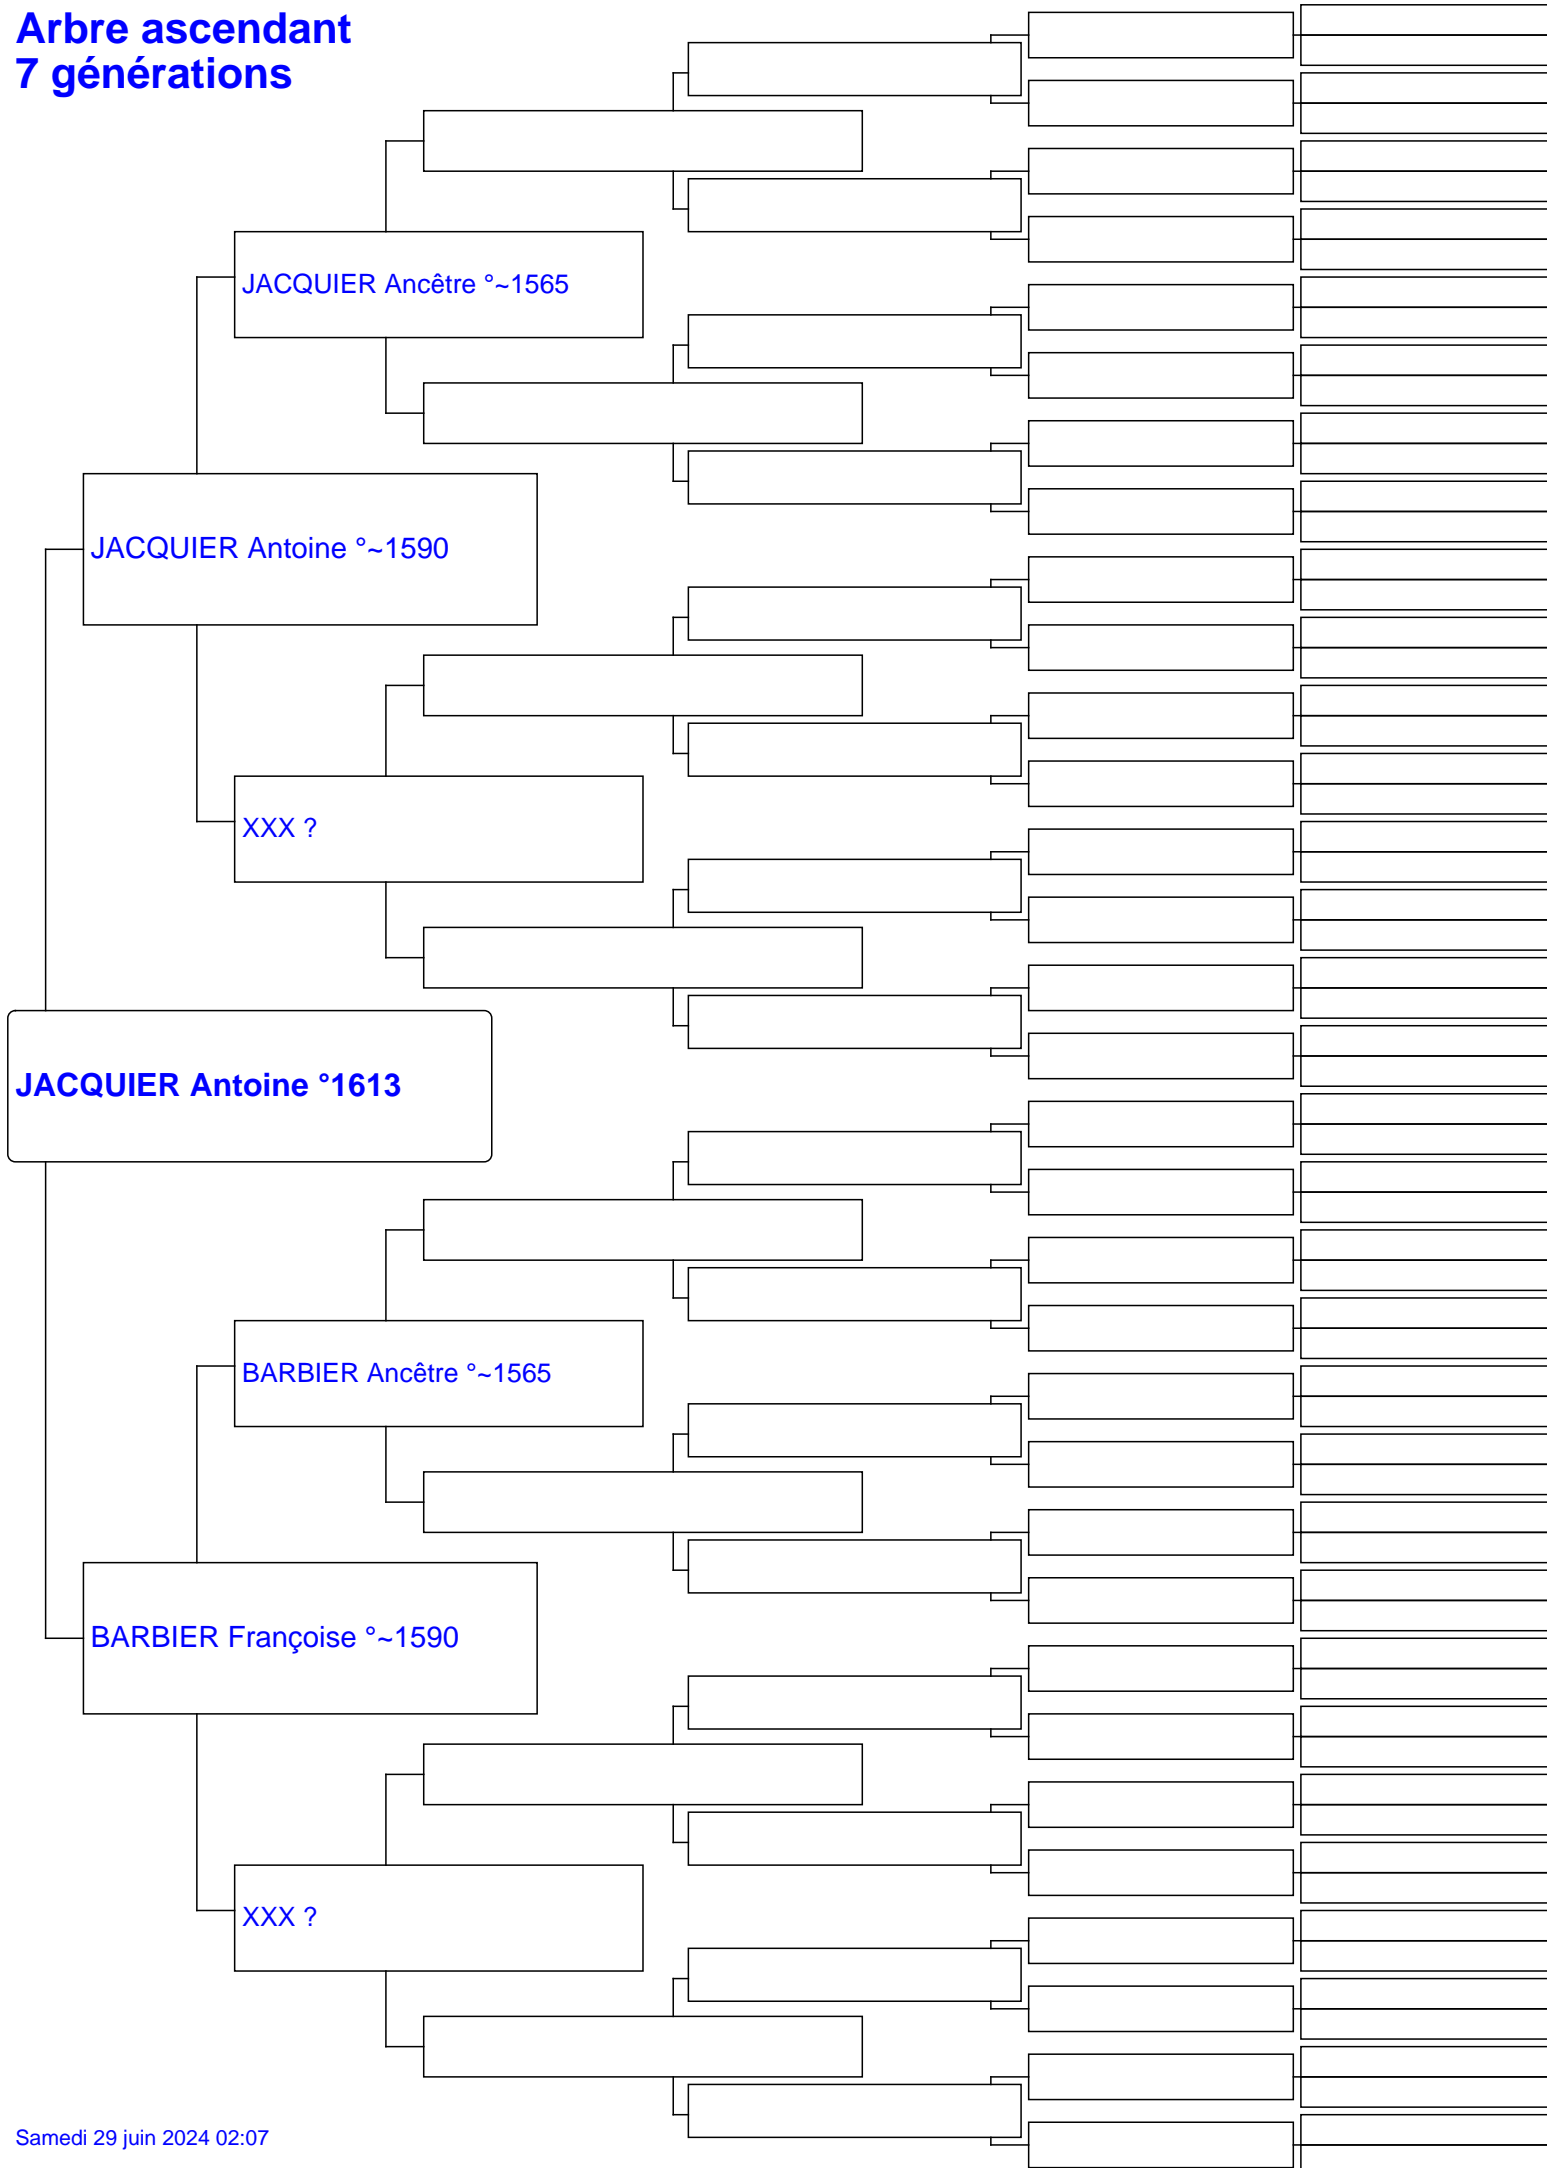 Arbre ascendant
7 générations
JACQUIER Ancêtre °~1565
JACQUIER Antoine °~1590
XXX ?
JACQUIER Antoine °1613
BARBIER Ancêtre °~1565
BARBIER Françoise °~1590
XXX ?
Samedi 29 juin 2024 02:07